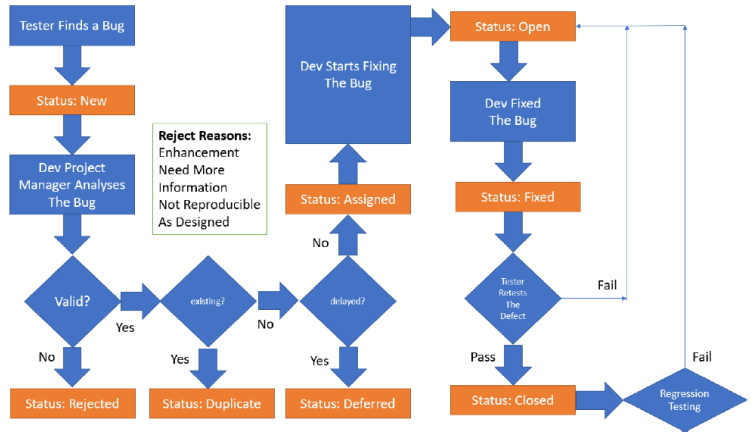 Tester Finds a Bug
Status: New
Dev Project
Manager Analyses
The Bug
Valid?
Yes
No
Status: Rejected
Reject Reasons:
Enhancement
Need More
Information
Not Reproducible
As Designed
existing?
No
Yes
Status: Duplicate
delayed?
No
Yes
Status: Deferred
Status: Assigned
Dev Starts Fixing
The Bug
Status: Open
Dev Fixed
The Bug
Status: Fixed
Tester
Retests
The
Defect
Fail
Pass
Status: Closed
Regression
Testing
Fail